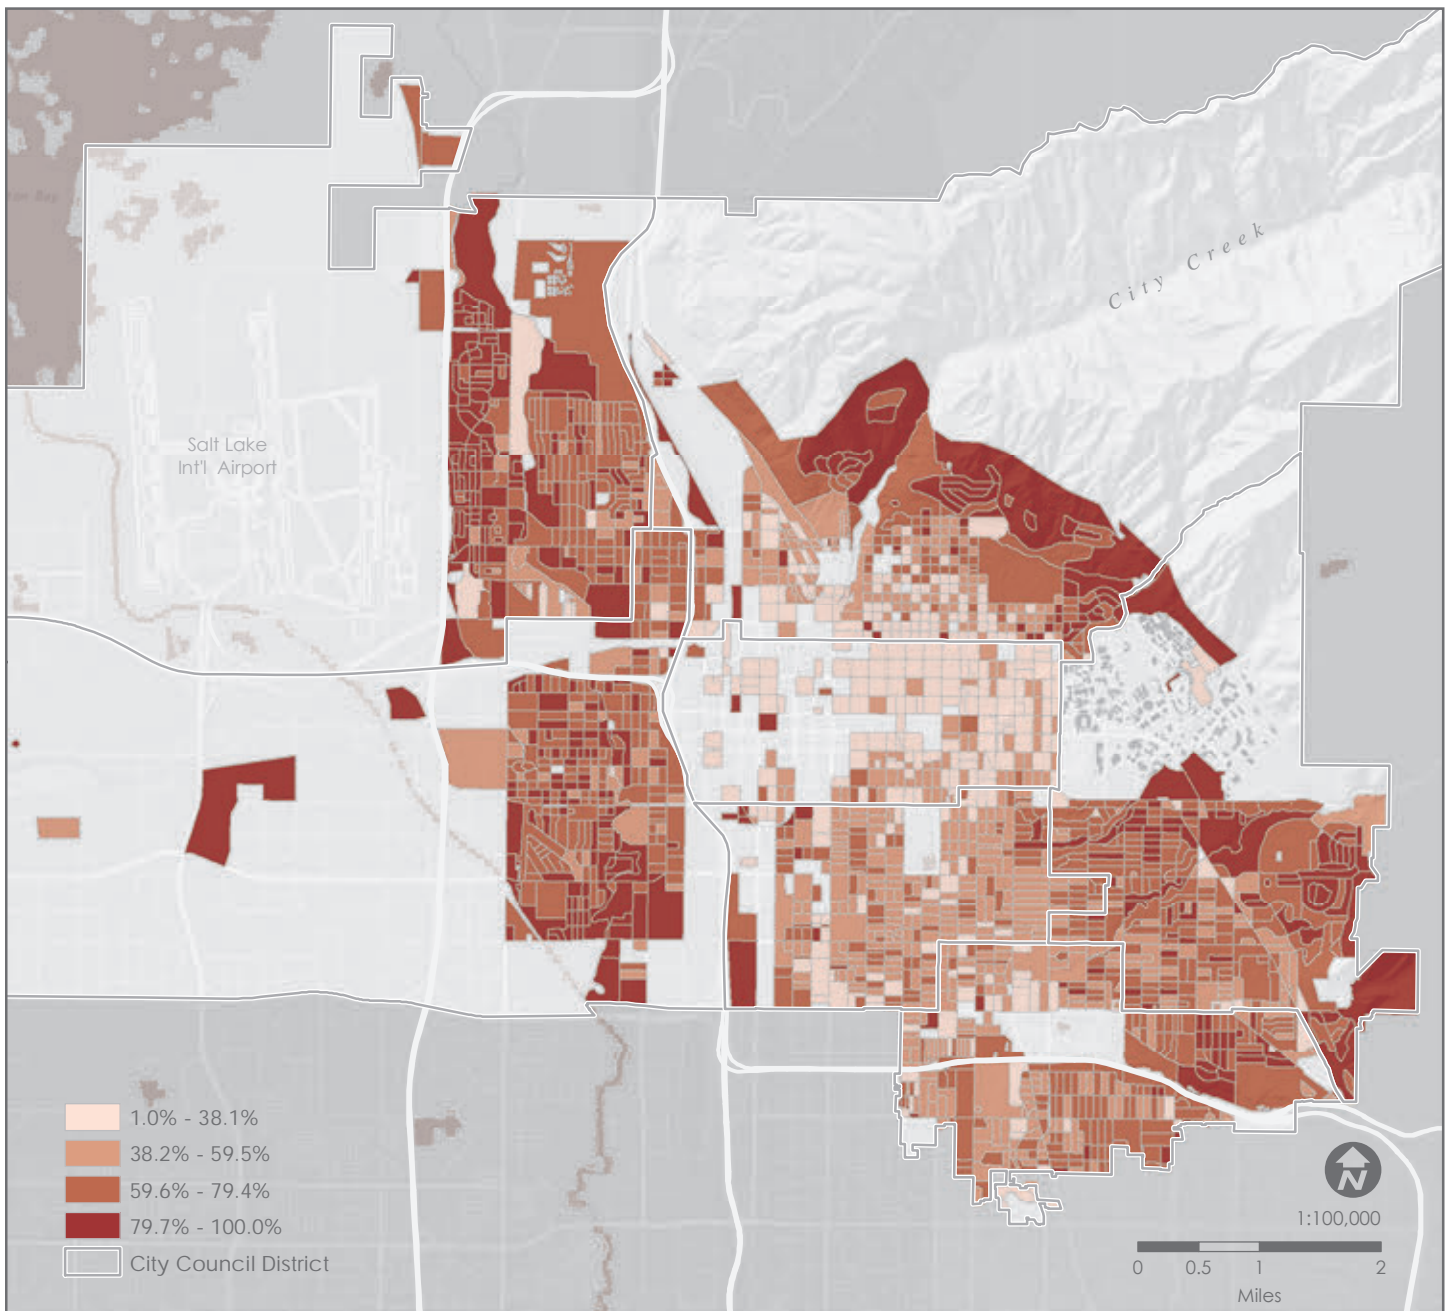 City Creek
Salt Lake
Int'l Airport
1.0% - 38.1%
38.2% - 59.5%
59.6% - 79.4%
79.7% - 100.0%
City Council District
N
1:100,000
0 0.5 1 2
Miles